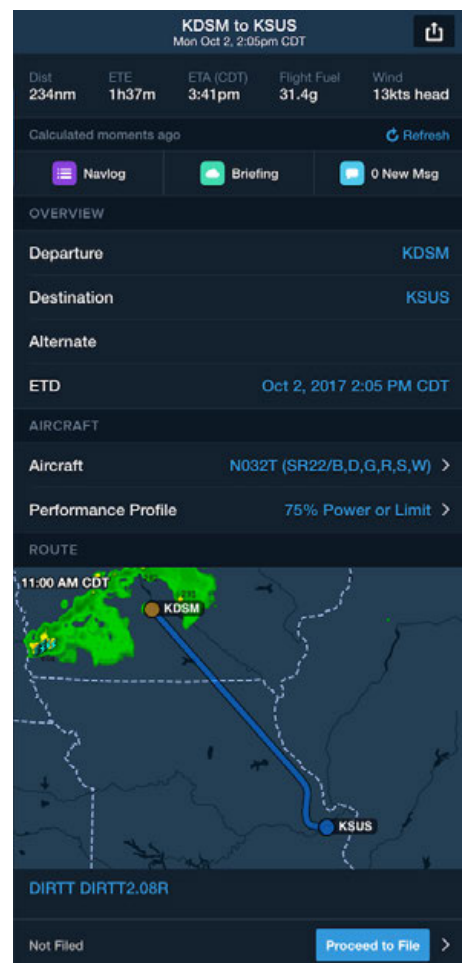 KDSM to KSUS
Mon Oct 2, 2:05pm CDT
Dist ETE ETA (CDT) Flight Fuel Wind
234nm 1h37m 3:41pm 31.4g 13kts head
Calculated moments ago Refresh
Navlog Briefing 0 New Msg
OVERVIEW
Departure KDSM
Destination KSUS
Alternate
ETD Oct 2, 2017 2:05 PM CDT
AIRCRAFT
Aircraft N032T (SR22/B,D,G,R,S,W) >
Performance Profile 75% Power or Limit >
ROUTE
11:00 AM CDT
KDSM
KSUS
DIRTT DIRTT2.08R
Not Filed Proceed to File >